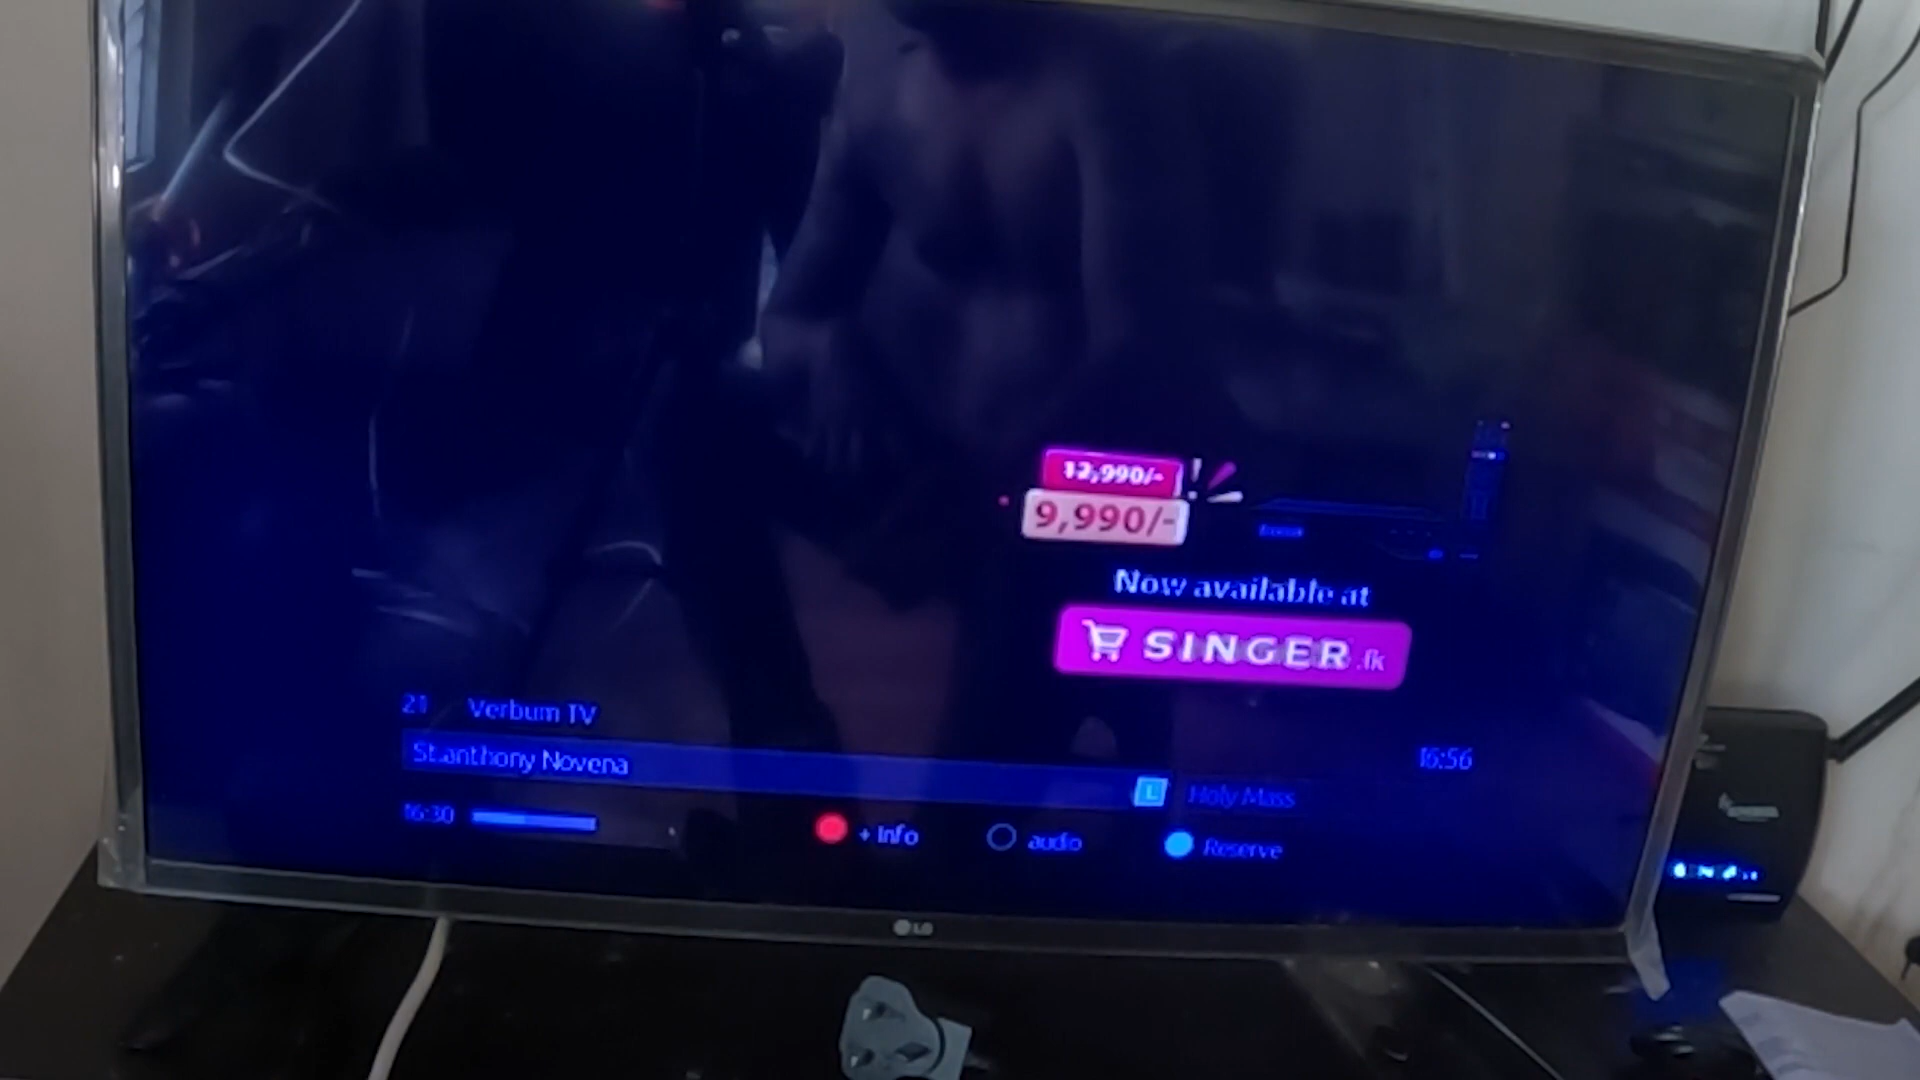 12,990/-
9,990/-
Now available at
SINGER.lk
21 Verbum TV
St.anthony Novena
16:56
L Holy Mass
16:30
+ Info
audio
Reserve
LG